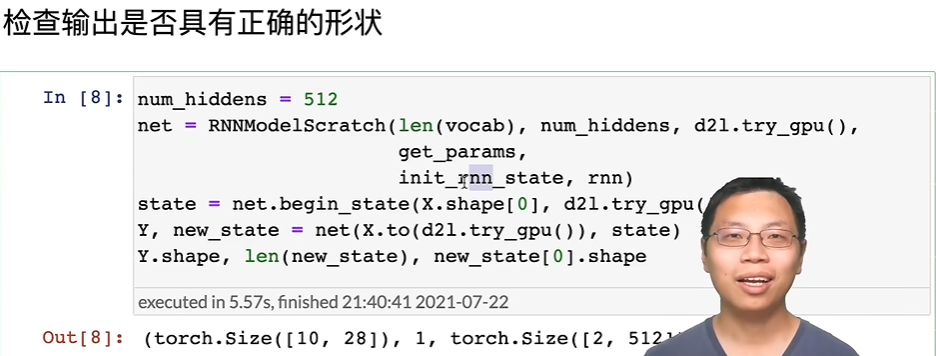 检查输出是否具有正确的形状
In [8]: num_hiddens = 512
net = RNNModelScratch(len(vocab), num_hiddens, d2l.try_gpu(),
get_params,
init_rnn_state, rnn)
state = net.begin_state(X.shape[0], d2l.try_gpu(
Y, new_state = net(X.to(d2l.try_gpu()), state)
Y.shape, len(new_state), new_state[0].shape
executed in 5.57s, finished 21:40:41 2021-07-22
Out[8]: (torch.Size([10, 28]), 1, torch.Size([2, 512]